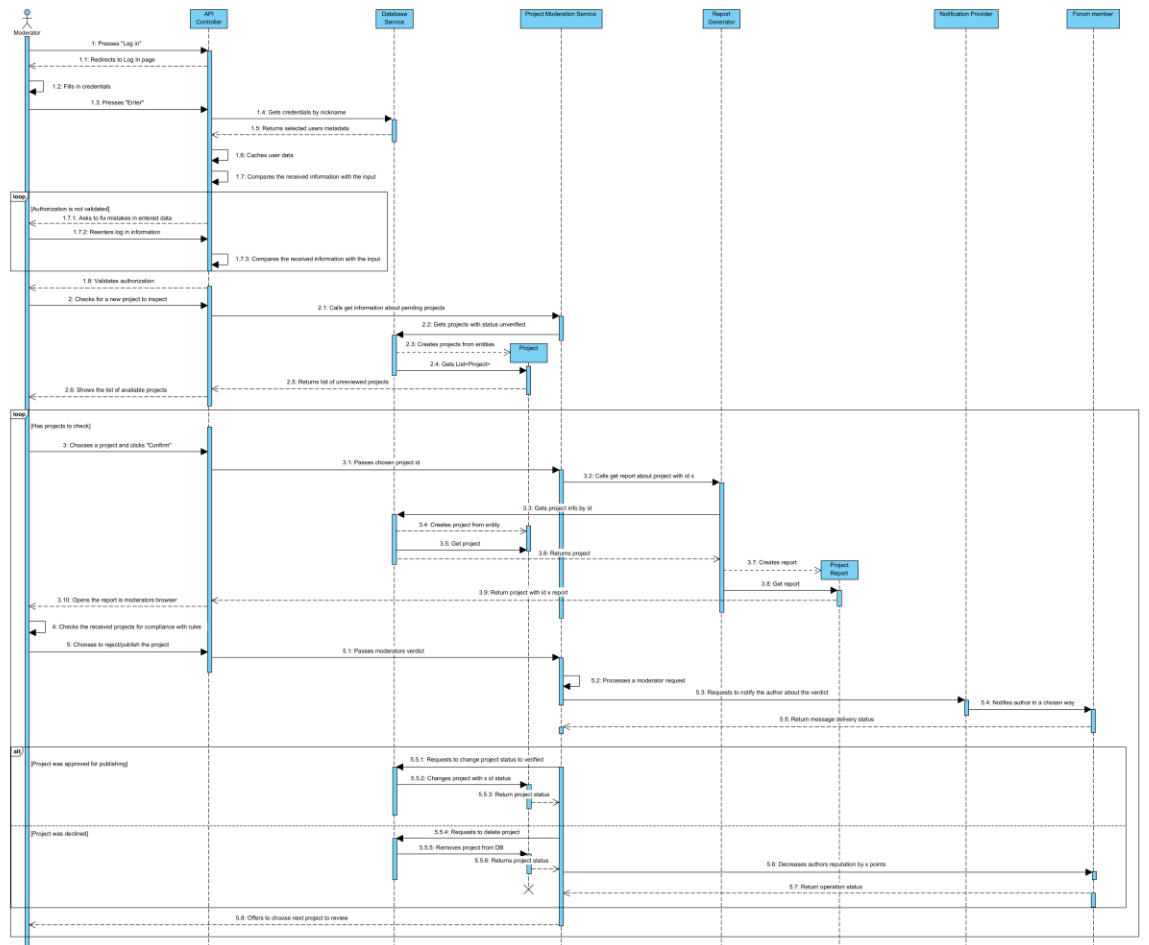 Moderator
API
Controller
Database
Service
Project Moderation Service
Report
Generator
Notification Provider
Forum member
1: Presses "Log in"
1.1: Redirects to Log In page
1.2: Fills in credentials
1.3: Presses "Enter"
1.4: Gets credentials by nickname
1.5: Returns selected users metadata
1.6: Caches user data
1.7: Compares the received information with the input
loop
[Authorization is not validated]
1.7.1: Asks to fix mistakes in entered data
1.7.2: Reenters log in information
1.7.3: Compares the received information with the input
1.8: Validates authorization
2: Checks for a new project to inspect
2.1: Calls get information about pending projects
2.2: Gets projects with status unverified
2.3: Creates projects from entities
Project
2.4: Gets List<Project>
2.5: Returns list of unreviewed projects
2.6: Shows the list of available projects
loop
[Has projects to check]
3: Chooses a project and clicks "Confirm"
3.1: Passes chosen project id
3.2: Calls get report about project with id x
3.3: Gets project info by id
3.4: Creates project from entity
3.5: Get project
3.6: Returns project
3.7: Creates report
Project
Report
3.8: Get report
3.9: Return project with id x report
3.10: Opens the report is moderators browser
4: Checks the received projects for compliance with rules
5: Chooses to reject/publish the project
5.1: Passes moderators verdict
5.2: Processes a moderator request
5.3: Requests to notify the author about the verdict
5.4: Notifies author in a chosen way
5.5: Return message delivery status
alt
[Project was approved for publishing]
5.5.1: Requests to change project status to verified
5.5.2: Changes project with x id status
5.5.3: Return project status
[Project was declined]
5.5.4: Requests to delete project
5.5.5: Removes project from DB
5.5.6: Returns project status
5.6: Decreases authors reputation by x points
5.7: Return operation status
5.8: Offers to choose next project to review